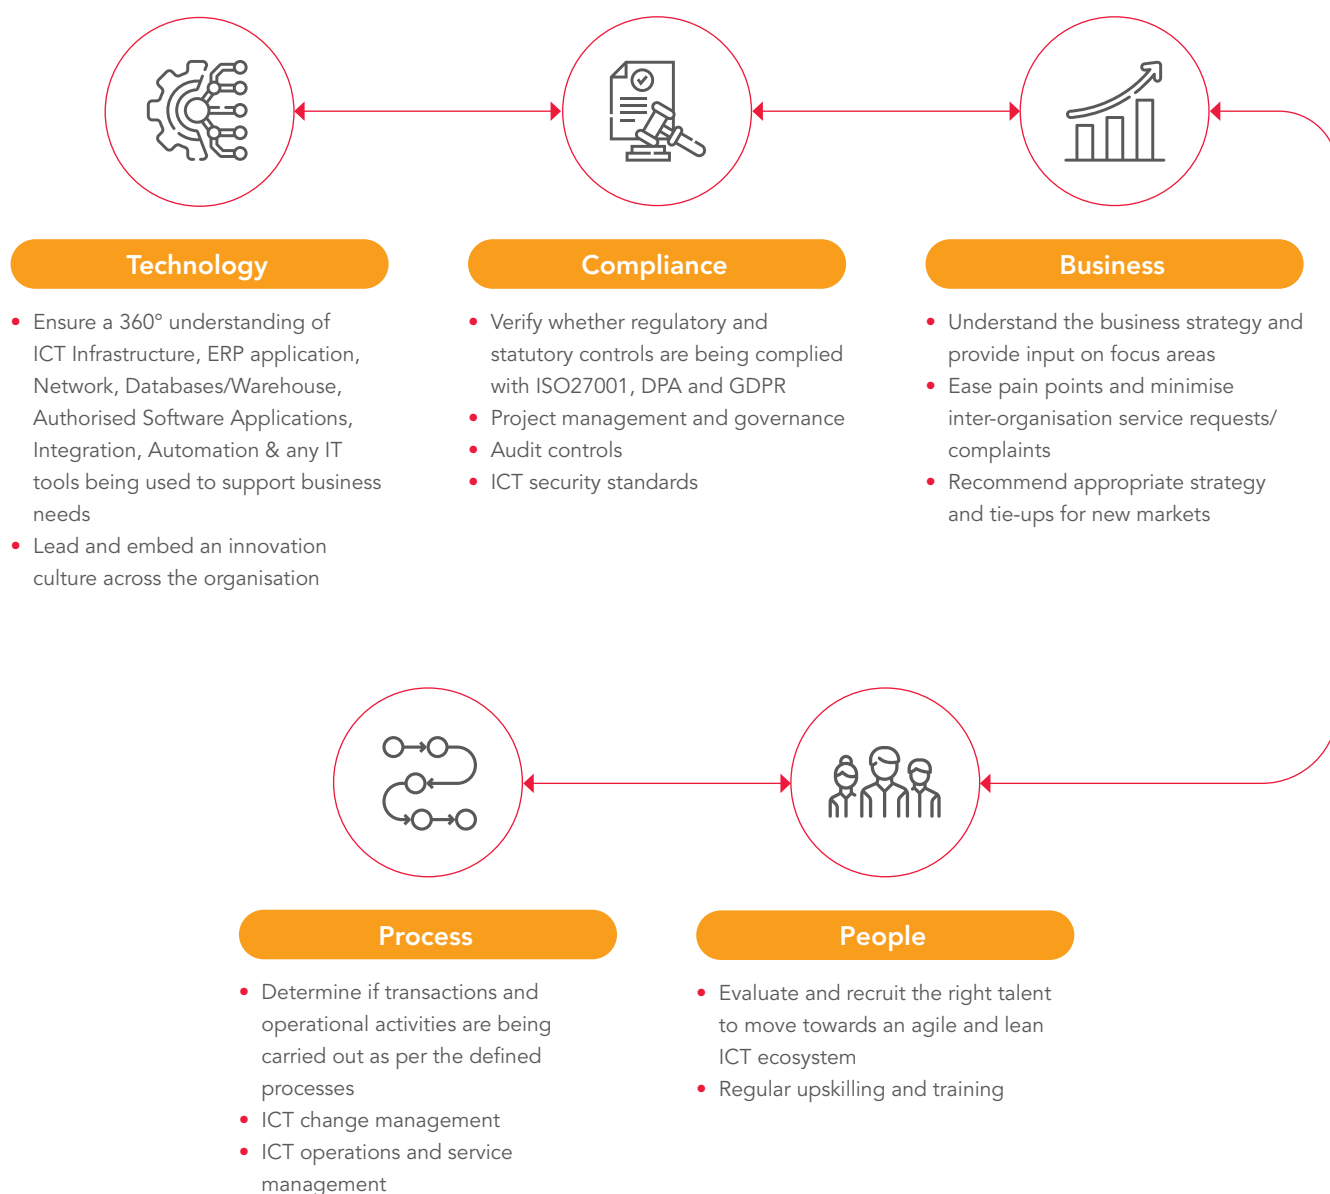 Technology
• Ensure a 360º understanding of
ICT Infrastructure, ERP application,
Network, Databases/Warehouse,
Authorised Software Applications,
Integration, Automation & any IT
tools being used to support business
needs
• Lead and embed an innovation
culture across the organisation
Compliance
• Verify whether regulatory and
statutory controls are being complied
with ISO27001, DPA and GDPR
• Project management and governance
• Audit controls
• ICT security standards
Business
• Understand the business strategy and
provide input on focus areas
• Ease pain points and minimise
inter-organisation service requests/
complaints
• Recommend appropriate strategy
and tie-ups for new markets
Process
• Determine if transactions and
operational activities are being
carried out as per the defined
processes
• ICT change management
• ICT operations and service
management
People
• Evaluate and recruit the right talent
to move towards an agile and lean
ICT ecosystem
• Regular upskilling and training